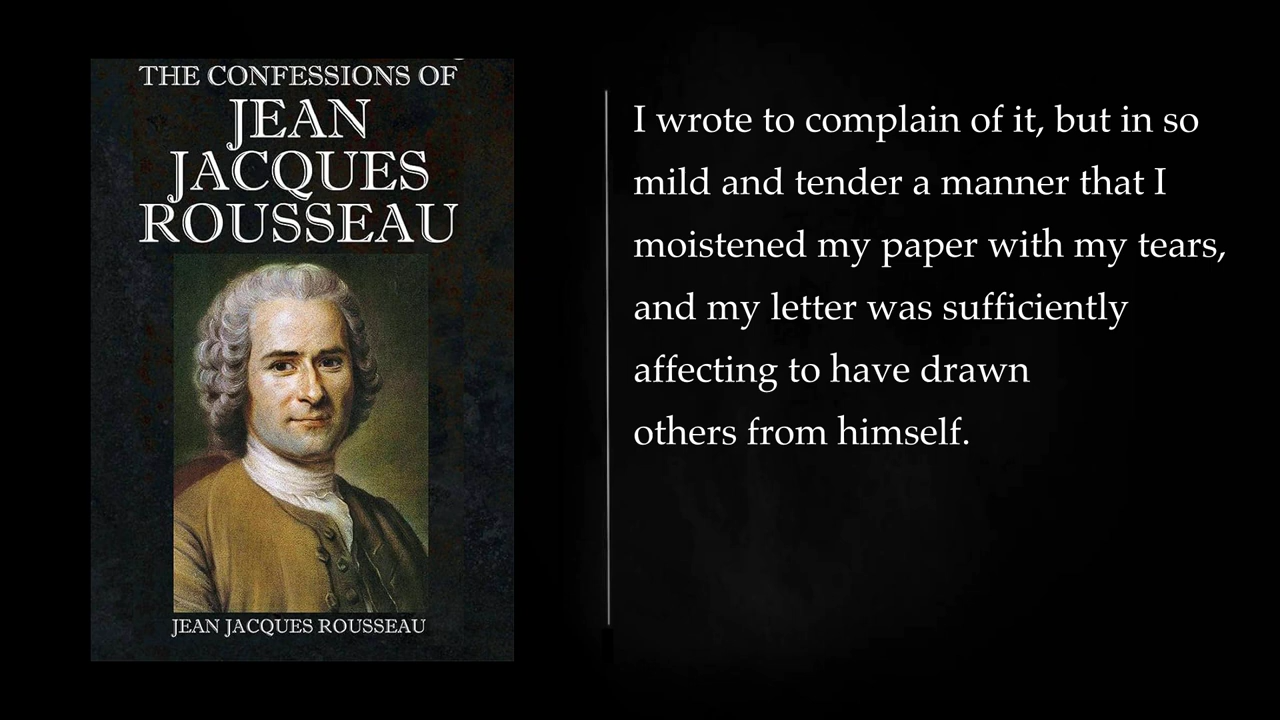 THE CONFESSIONS OF
JEAN
JACQUES
ROUSSEAU
JEAN JACQUES ROUSSEAU
I wrote to complain of it, but in so
mild and tender a manner that I
moistened my paper with my tears,
and my letter was sufficiently
affecting to have drawn
others from himself.